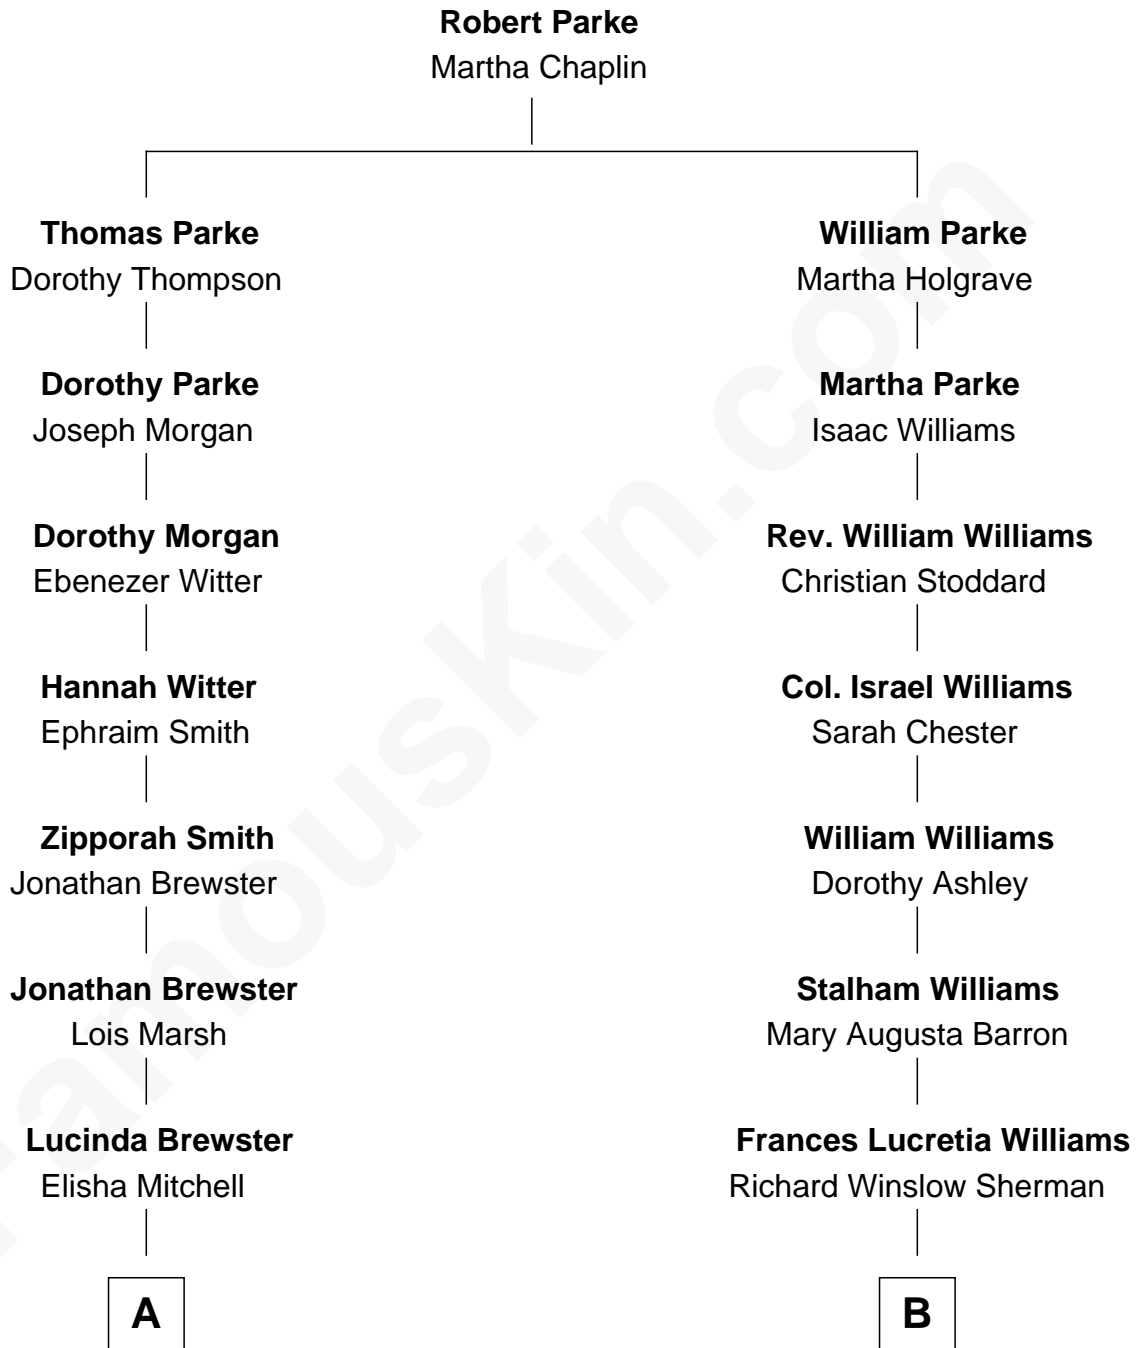 Robert Parke
Martha Chaplin
Thomas Parke
Dorothy Thompson
William Parke
Martha Holgrave
Dorothy Parke
Joseph Morgan
Martha Parke
Isaac Williams
Dorothy Morgan
Ebenezer Witter
Rev. William Williams
Christian Stoddard
Hannah Witter
Ephraim Smith
Col. Israel Williams
Sarah Chester
Zipporah Smith
Jonathan Brewster
William Williams
Dorothy Ashley
Jonathan Brewster
Lois Marsh
Stalham Williams
Mary Augusta Barron
Lucinda Brewster
Elisha Mitchell
Frances Lucretia Williams
Richard Winslow Sherman
A
B
FamousKin.com